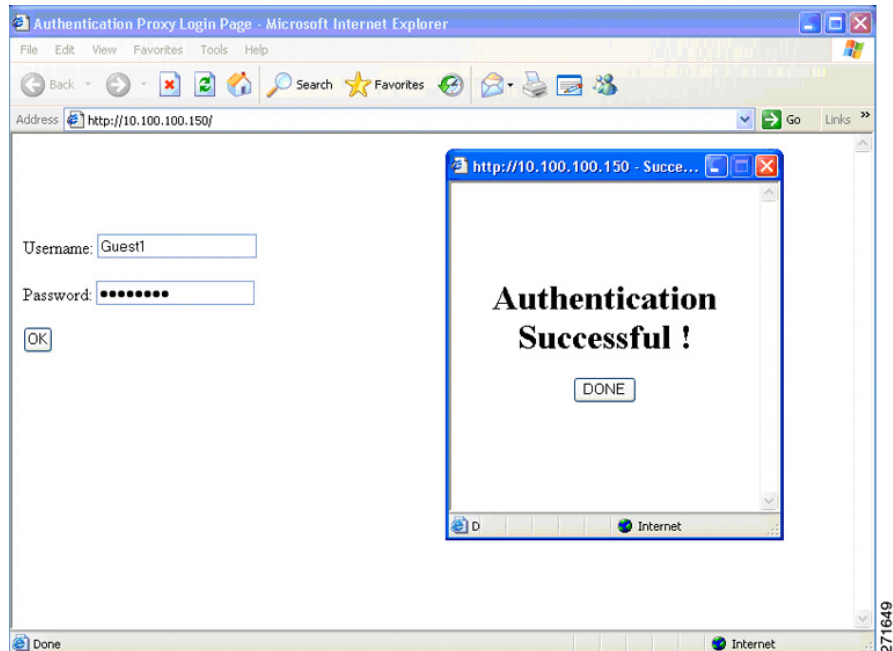 Authentication Proxy Login Page - Microsoft Internet Explorer
File Edit View Favorites Tools Help
Back Search Favorites
Address http://10.100.100.150/ Go Links »
http://10.100.100.150 - Succe...
Username: Guest1
Password: ••••••••
OK
Authentication
Successful !
DONE
D Internet
Done Internet
271649